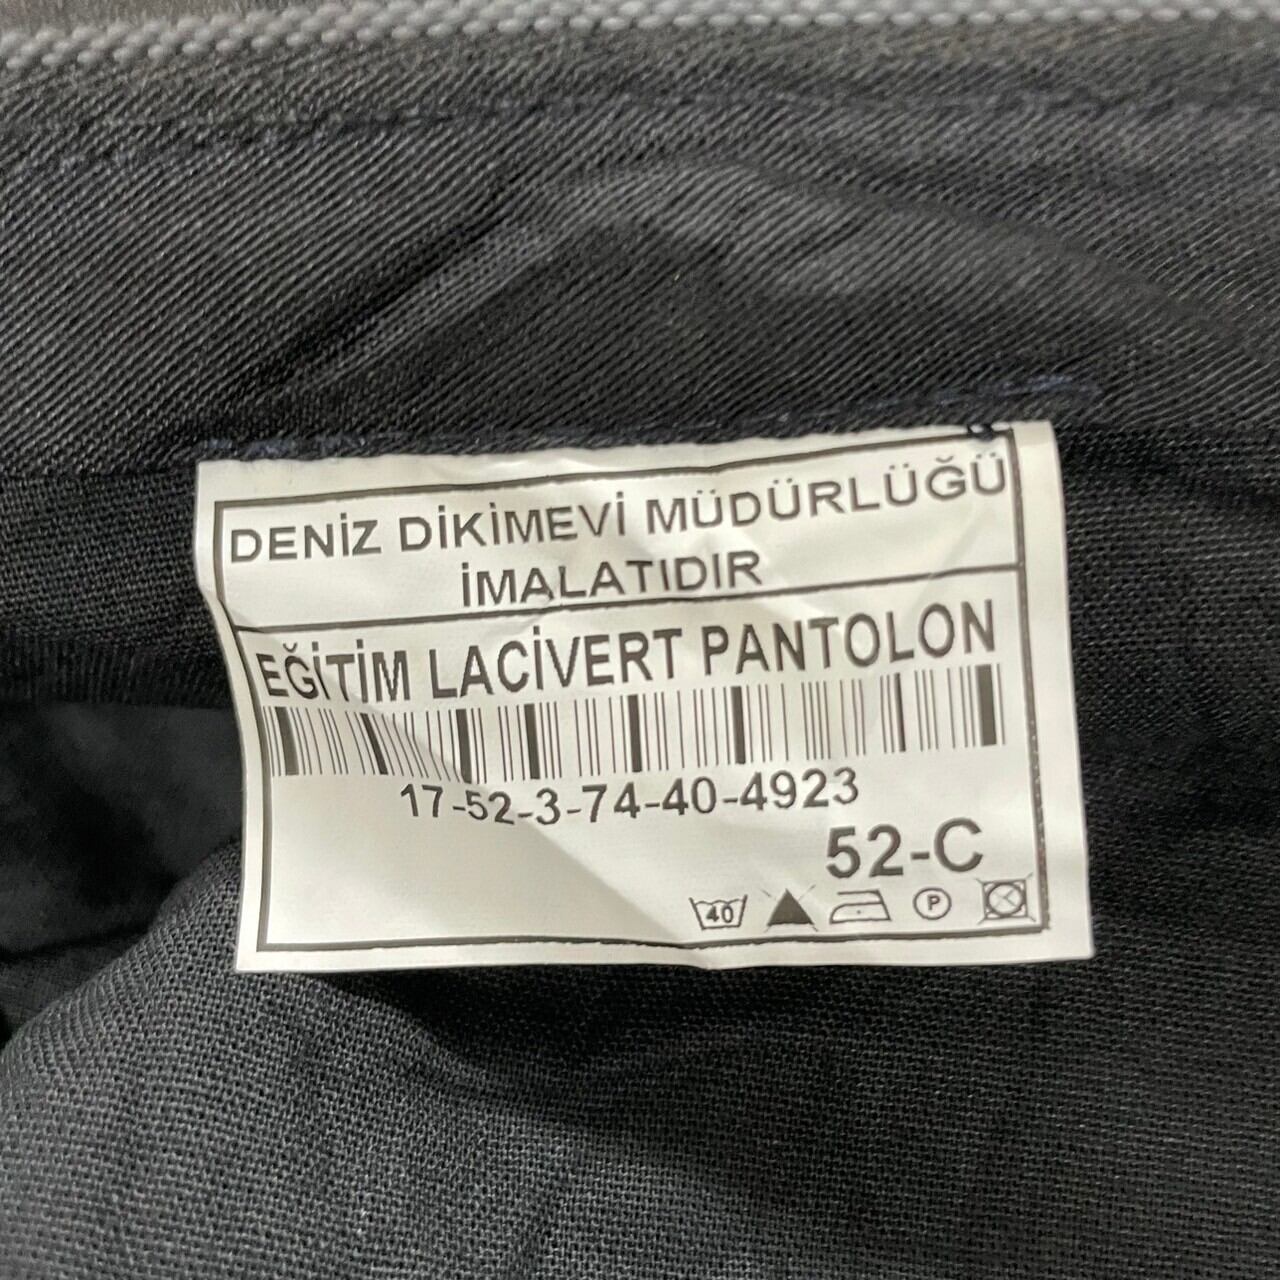 DENİZ DİKİMEVİ MÜDÜRLÜĞÜ
İMALATIDIR
EĞİTİM LACİVERT PANTOLON
17-52-3-74-40-4923
52-C
40 P